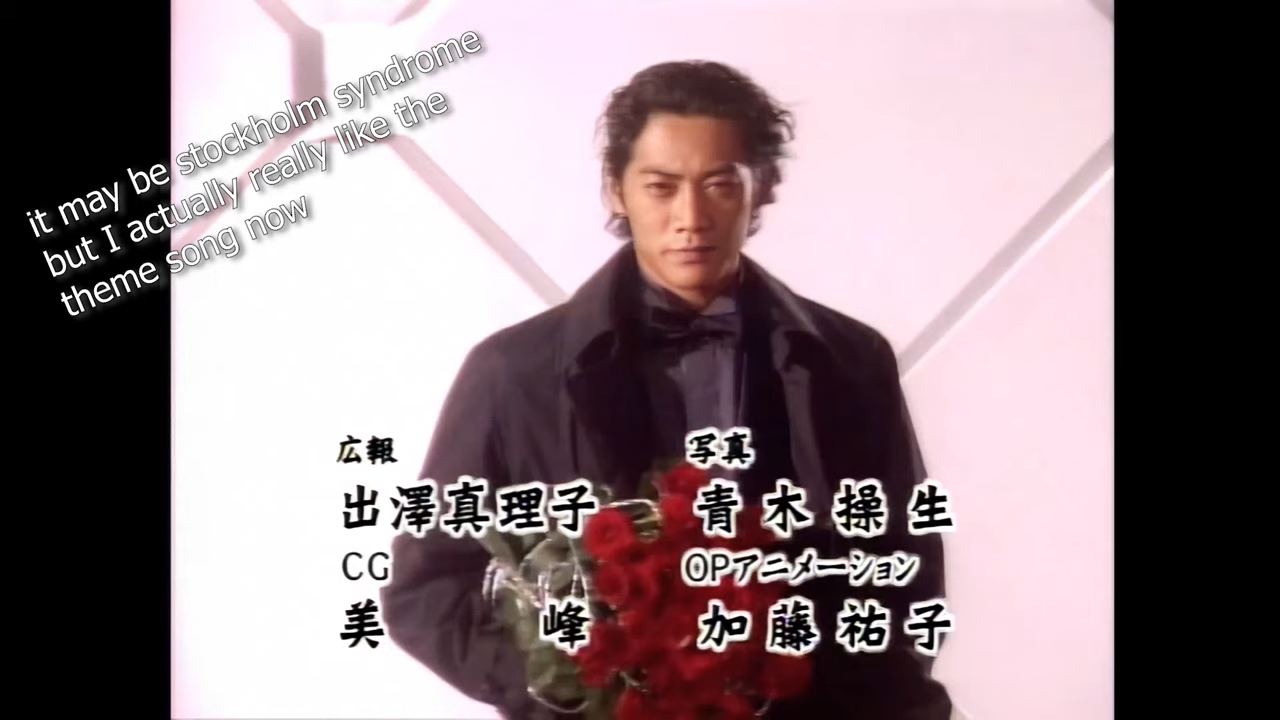 it may be stockholm syndrome
but I actually really like the
theme song now
広報
出澤真理子
CG
美峰
写真
青木操生
OPアニメーション
加藤祐子